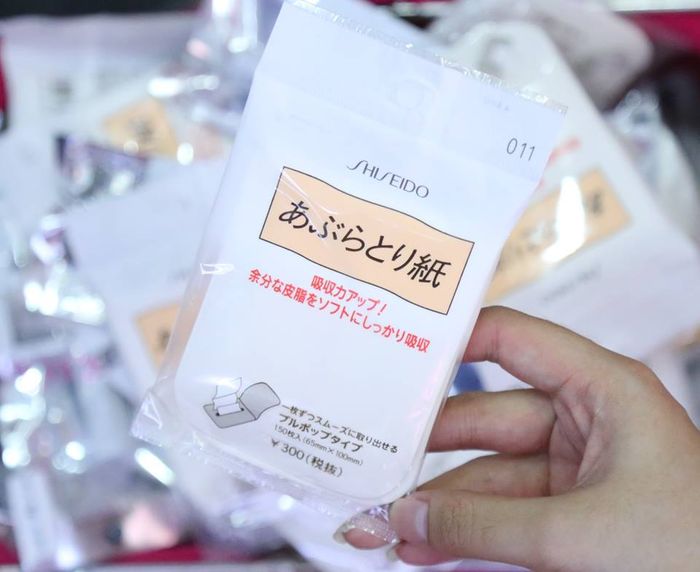 011
SHISEIDO
あぶらとり紙
吸収力アップ!
余分な皮脂をソフトにしっかり吸収
一枚ずつスムーズに取り出せる
プルポップタイプ
150枚入(65mm×100mm)
¥300(税抜)